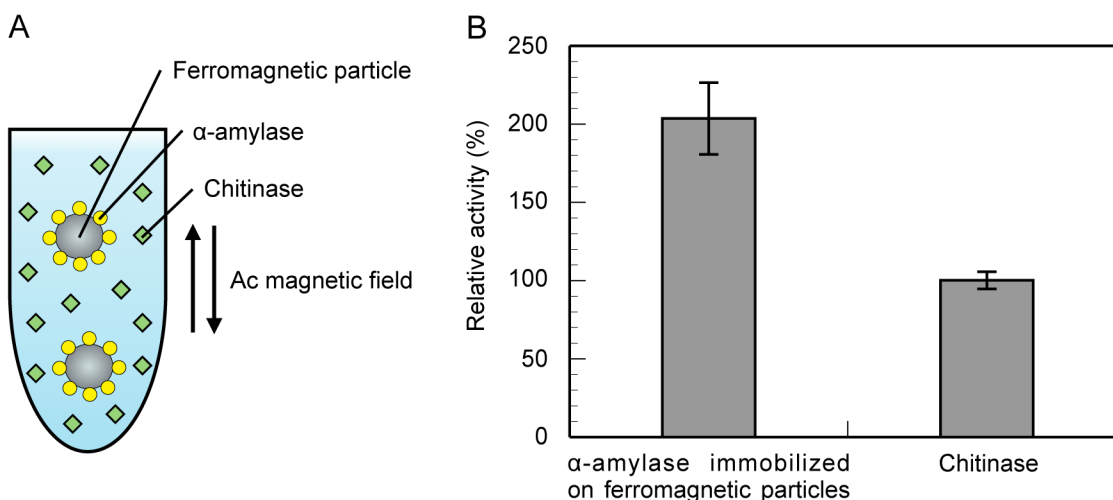 A
Ferromagnetic particle
α-amylase
Chitinase
Ac magnetic field
B
Relative activity (%)
250
200
150
100
50
0
α-amylase immobilized
on ferromagnetic particles
Chitinase